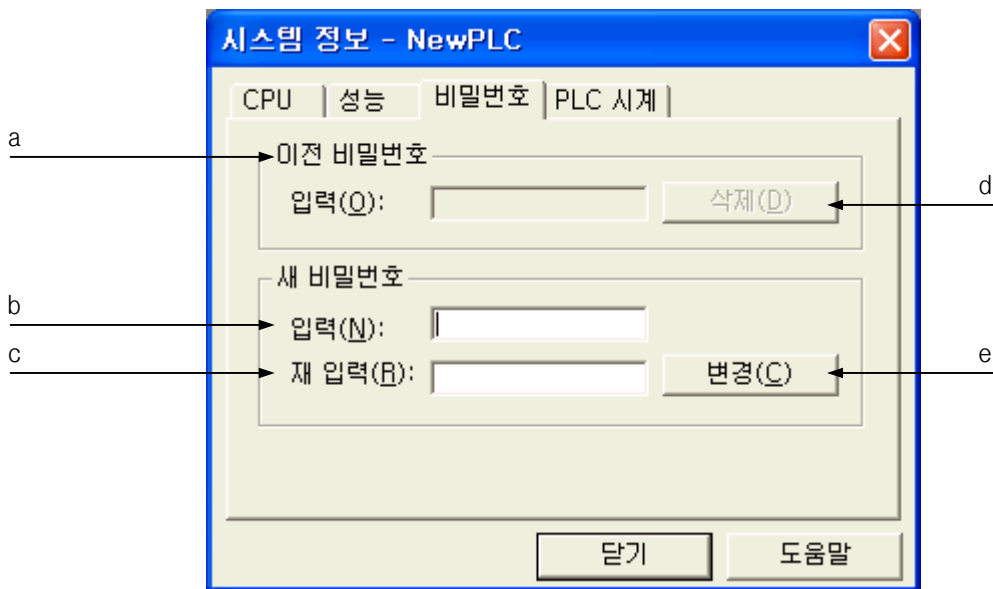 시스템 정보 - NewPLC
CPU 성능 비밀번호 PLC 시계
a
이전 비밀번호
입력(O): 삭제(D)
d
새 비밀번호
b
입력(N):
c
재 입력(R): 변경(C)
e
닫기 도움말